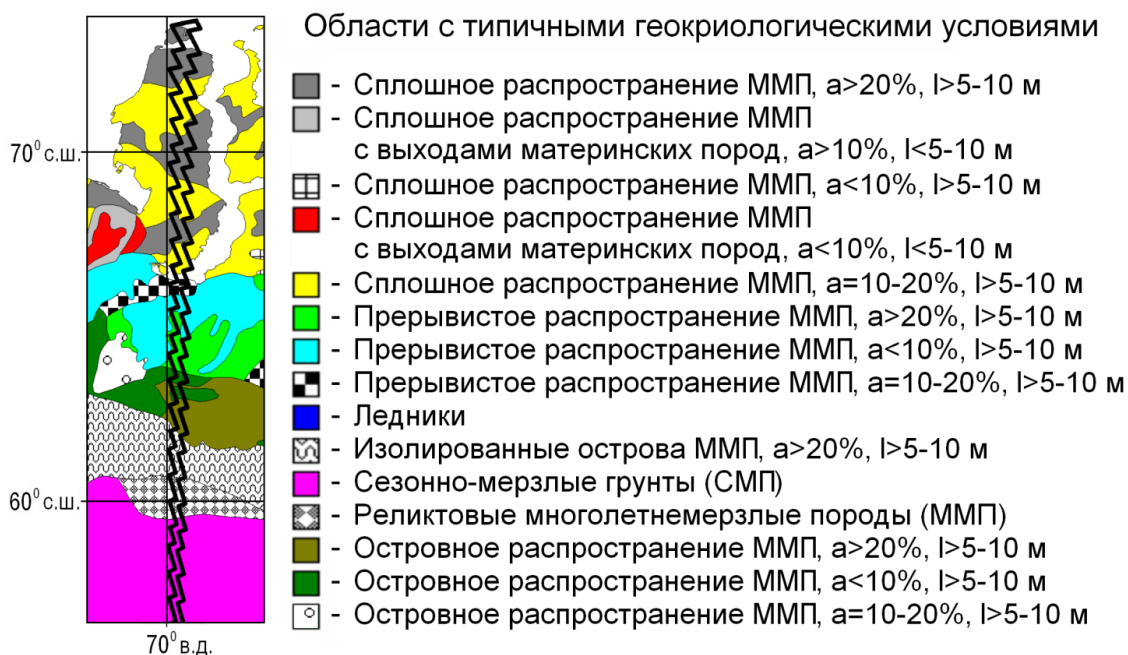 Области с типичными геокриологическими условиями
- Сплошное распространение ММП, a>20%, l>5-10 м
- Сплошное распространение ММП
с выходами материнских пород, a>10%, l<5-10 м
- Сплошное распространение ММП, a<10%, l>5-10 м
- Сплошное распространение ММП
с выходами материнских пород, a<10%, l<5-10 м
- Сплошное распространение ММП, a=10-20%, l>5-10 м
- Прерывистое распространение ММП, a>20%, l>5-10 м
- Прерывистое распространение ММП, a<10%, l>5-10 м
- Прерывистое распространение ММП, a=10-20%, l>5-10 м
- Ледники
- Изолированные острова ММП, a>20%, l>5-10 м
- Сезонно-мерзлые грунты (СМП)
- Реликтовые многолетнемерзлые породы (ММП)
- Островное распространение ММП, a>20%, l>5-10 м
- Островное распространение ММП, a<10%, l>5-10 м
- Островное распространение ММП, a=10-20%, l>5-10 м
70⁰ с.ш.
60⁰ с.ш.
70⁰ в.д.